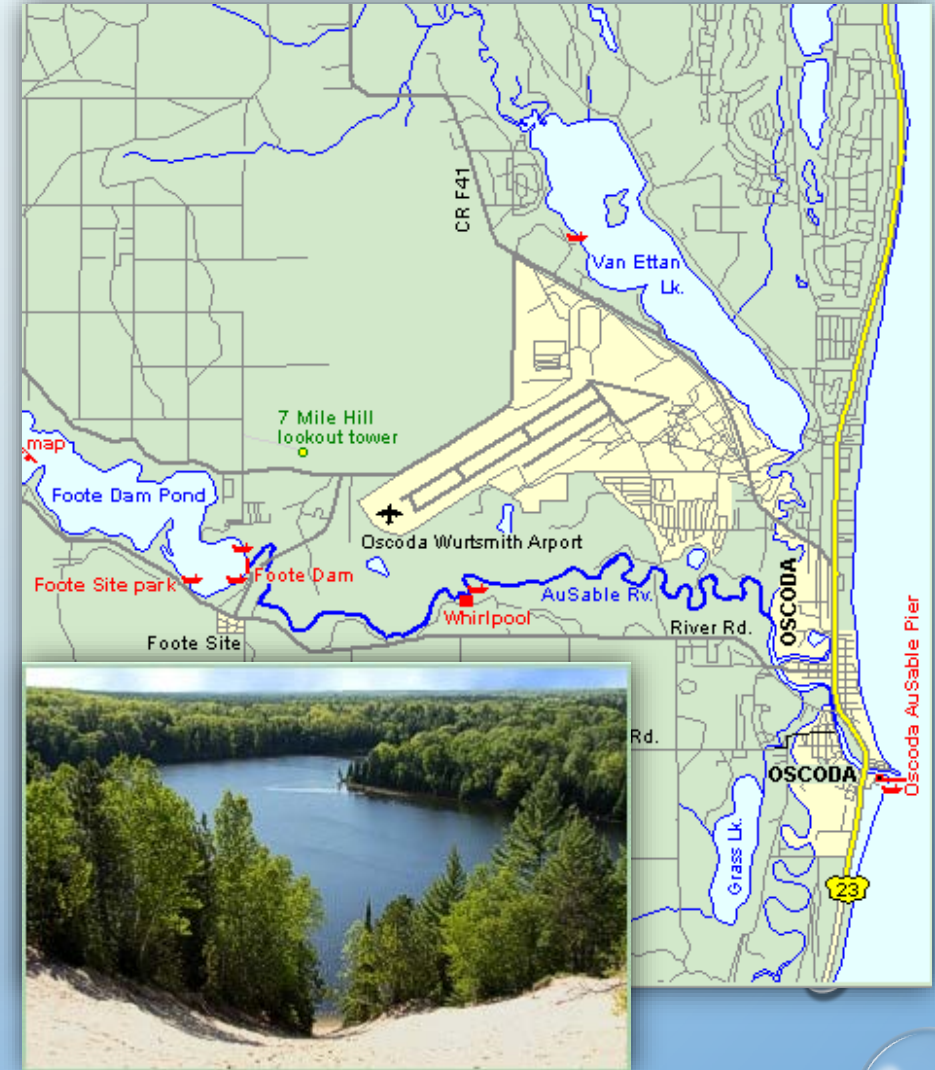 CR F41
Van Ettan
Lk.
7 Mile Hill
lookout tower
map
Foote Dam Pond
Oscoda Wurtsmith Arport
Foote Site park
Foote Dam
AuSable Rv.
Whirlpool
OSCODA
River Rd.
Foote Site
Oscoda AuSable Pier
Rd.
OSCODA
Grass Lk.
23